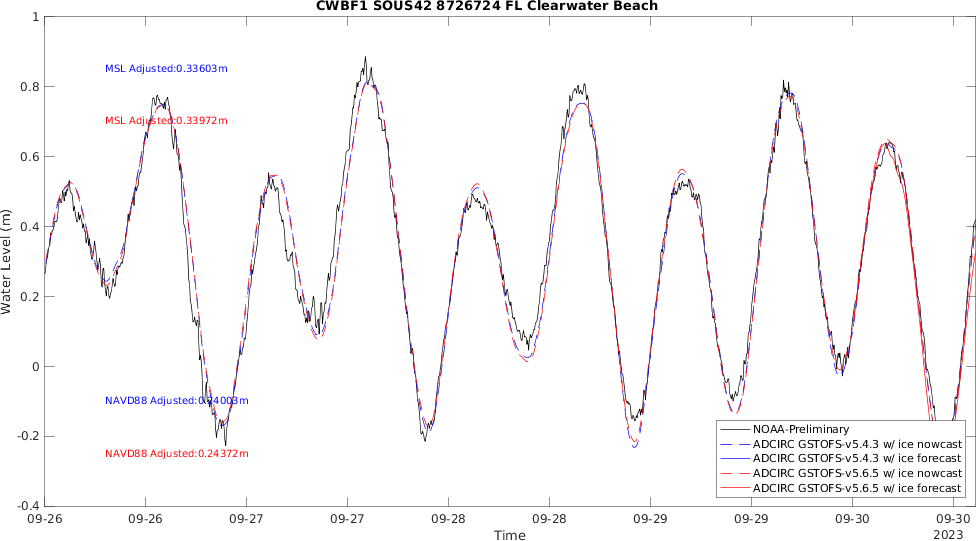 CWBF1 SOUS42 8726724 FL Clearwater Beach
1
0.8
0.6
0.4
0.2
0
-0.2
-0.4
Water Level (m)
MSL Adjusted:0.33603m
MSL Adjusted:0.33972m
NAVD88 Adjusted:0.24003m
NAVD88 Adjusted:0.24372m
NOAA-Preliminary
ADCIRC GSTOFS-v5.4.3 w/ ice nowcast
ADCIRC GSTOFS-v5.4.3 w/ ice forecast
ADCIRC GSTOFS-v5.6.5 w/ ice nowcast
ADCIRC GSTOFS-v5.6.5 w/ ice forecast
09-26 09-26 09-27 09-27 09-28 09-28 09-29 09-29 09-30 09-30
2023
Time